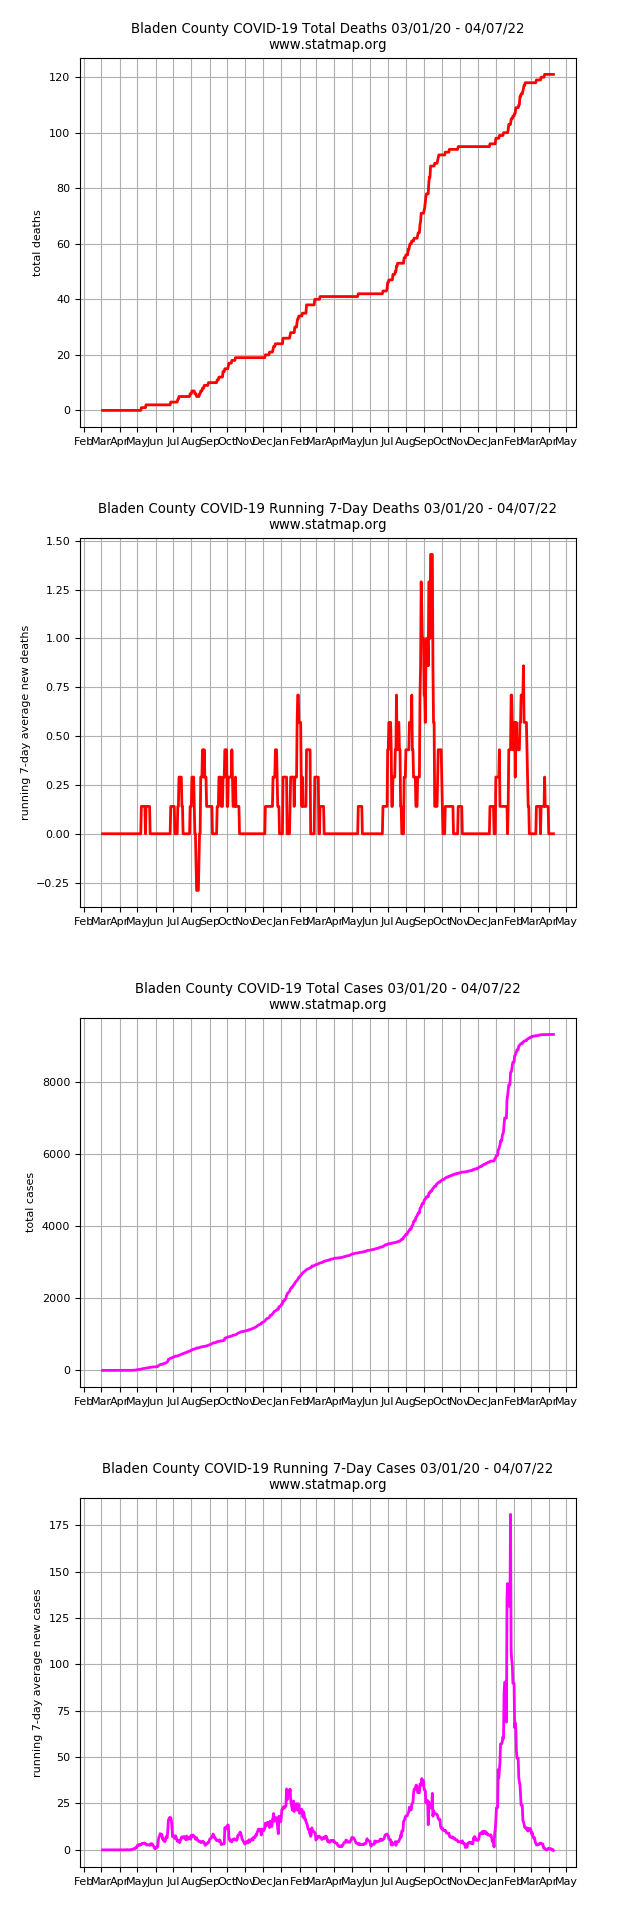 Bladen County COVID-19 Total Deaths 03/01/20 - 04/07/22
www.statmap.org
120
100
80
60
40
20
0
total deaths
Feb Mar Apr May Jun Jul Aug Sep Oct Nov Dec Jan Feb Mar Apr May Jun Jul Aug Sep Oct Nov Dec Jan Feb Mar Apr May
Bladen County COVID-19 Running 7-Day Deaths 03/01/20 - 04/07/22
www.statmap.org
1.50
1.25
1.00
0.75
0.50
0.25
0.00
−0.25
running 7-day average new deaths
Feb Mar Apr May Jun Jul Aug Sep Oct Nov Dec Jan Feb Mar Apr May Jun Jul Aug Sep Oct Nov Dec Jan Feb Mar Apr May
Bladen County COVID-19 Total Cases 03/01/20 - 04/07/22
www.statmap.org
8000
6000
4000
2000
0
total cases
Feb Mar Apr May Jun Jul Aug Sep Oct Nov Dec Jan Feb Mar Apr May Jun Jul Aug Sep Oct Nov Dec Jan Feb Mar Apr May
Bladen County COVID-19 Running 7-Day Cases 03/01/20 - 04/07/22
www.statmap.org
175
150
125
100
75
50
25
0
running 7-day average new cases
Feb Mar Apr May Jun Jul Aug Sep Oct Nov Dec Jan Feb Mar Apr May Jun Jul Aug Sep Oct Nov Dec Jan Feb Mar Apr May